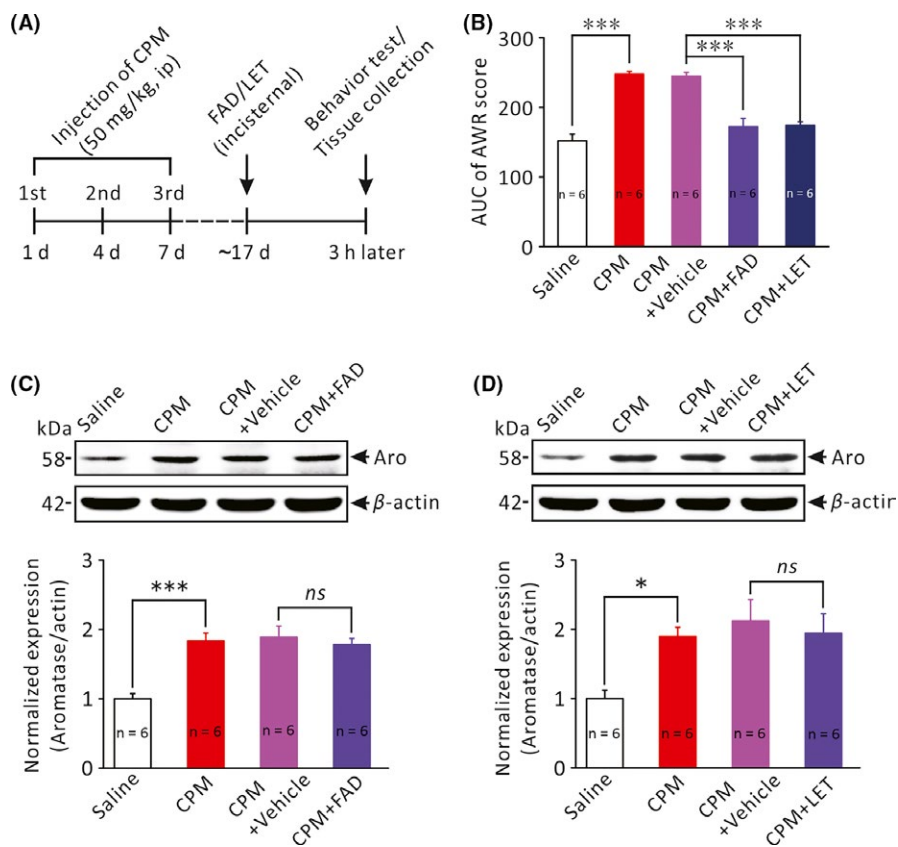 (A)
Injection of CPM
(50 mg/kg, ip)
FAD/LET
(incisternal)
Behavior test/
Tissue collection
1st 2nd 3rd
1 d 4 d 7 d ~17 d 3 h later
(B)
AUC of AWR score
300
200
100
0
***
***
***
n = 6 n = 6 n = 6 n = 6 n = 6
Saline
CPM
CPM
+Vehicle
CPM+FAD
CPM+LET
(C)
Saline
CPM
CPM
+Vehicle
CPM+FAD
kDa
58 Aro
42 β-actin
Normalized expression
(Aromatase/actin)
3
2
1
0
***
ns
n = 6 n = 6 n = 6 n = 6
Saline
CPM
CPM
+Vehicle
CPM+FAD
(D)
Saline
CPM
CPM
+Vehicle
CPM+LET
kDa
58 Aro
42 β-actir
Normalized expression
(Aromatase/actin)
3
2
1
0
*
ns
n = 6 n = 6 n = 6 n = 6
Saline
CPM
CPM
+Vehicle
CPM+LET